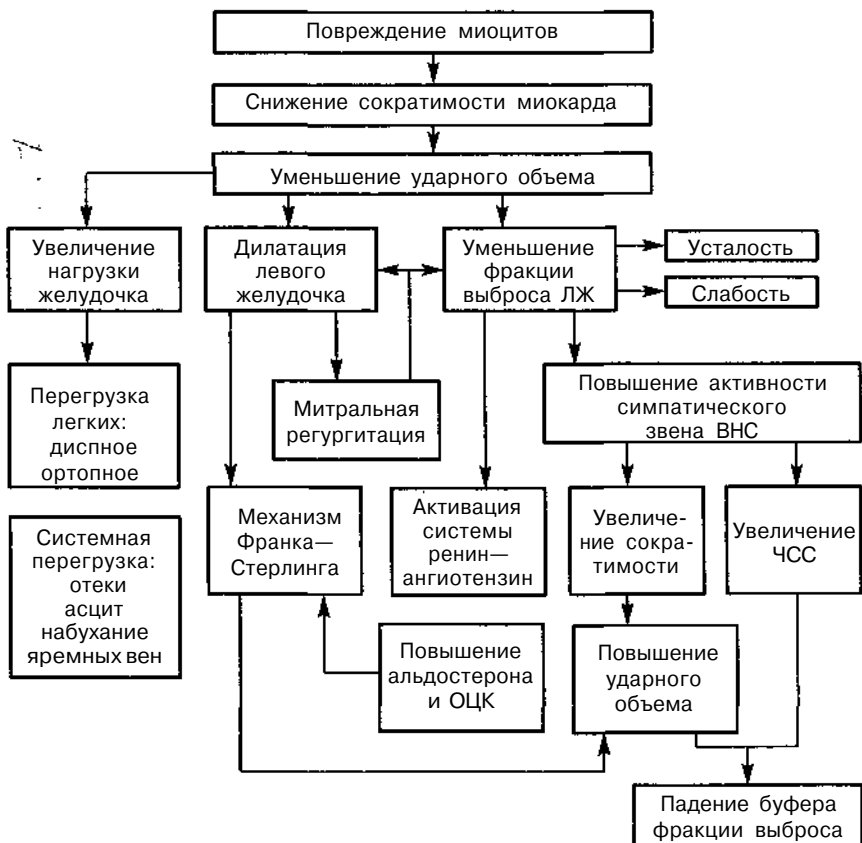 Повреждение миоцитов
Снижение сократимости миокарда
Уменьшение ударного объема
Увеличение
нагрузки
желудочка
Дилатация
левого
желудочка
Уменьшение
фракции
выброса ЛЖ
Усталость
Слабость
Перегрузка
легких:
диспное
ортопное
Митральная
регургитация
Повышение активности
симпатического
звена ВНС
Системная
перегрузка:
отеки
асцит
набухание
яремных вен
Механизм
Франка—
Стерлинга
Активация
системы
ренин—
ангиотензин
Увеличе-
ние сокра-
тимости
Увеличение
ЧСС
Повышение
альдостерона
и ОЦК
Повышение
ударного
объема
Падение буфера
фракции выброса